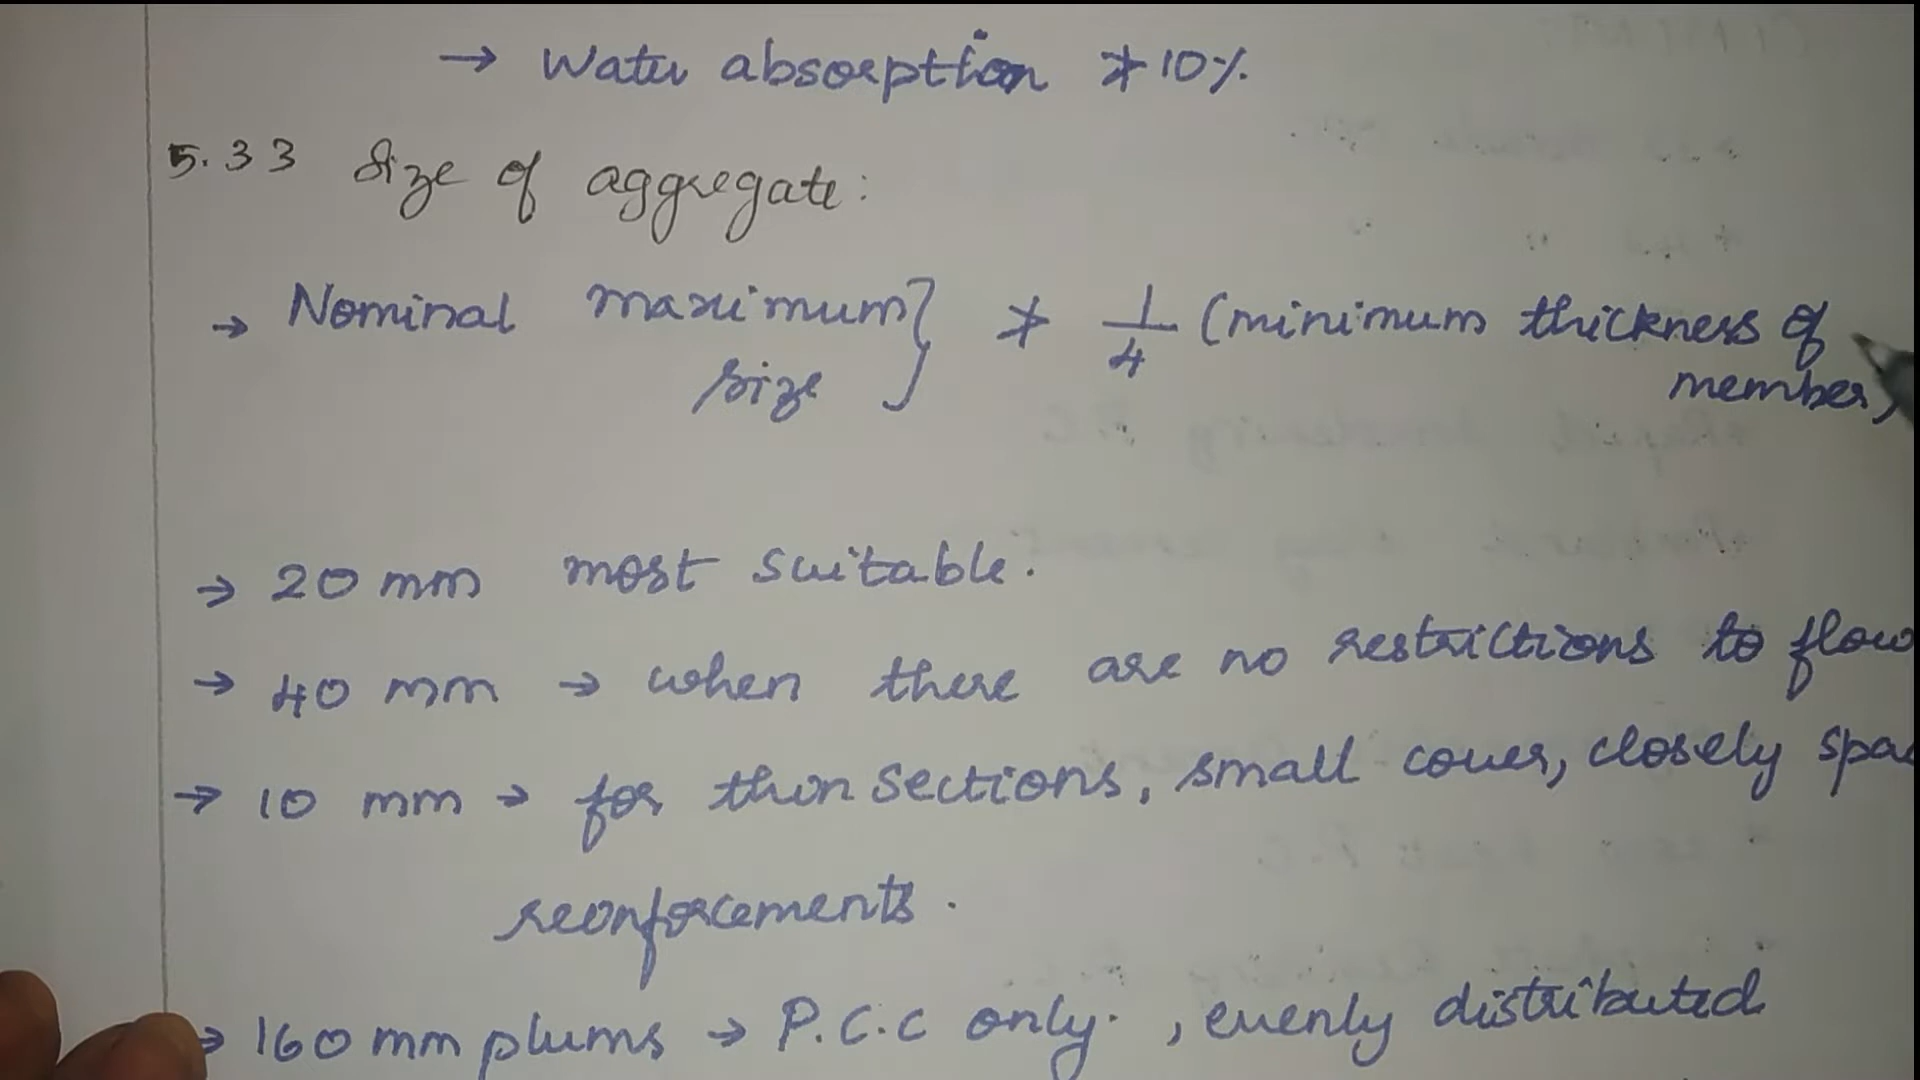 → Water absorption ≯ 10%
5.33 Size of aggregate:
→ Nominal maximum size } ≯ 1/4 (minimum thickness of member)
→ 20 mm most suitable.
→ 40 mm → when there are no restrictions to flow
→ 10 mm → for thin sections, small cover, closely spac
reinforcements.
→ 160 mm plums → P.C.C only. , evenly distributed